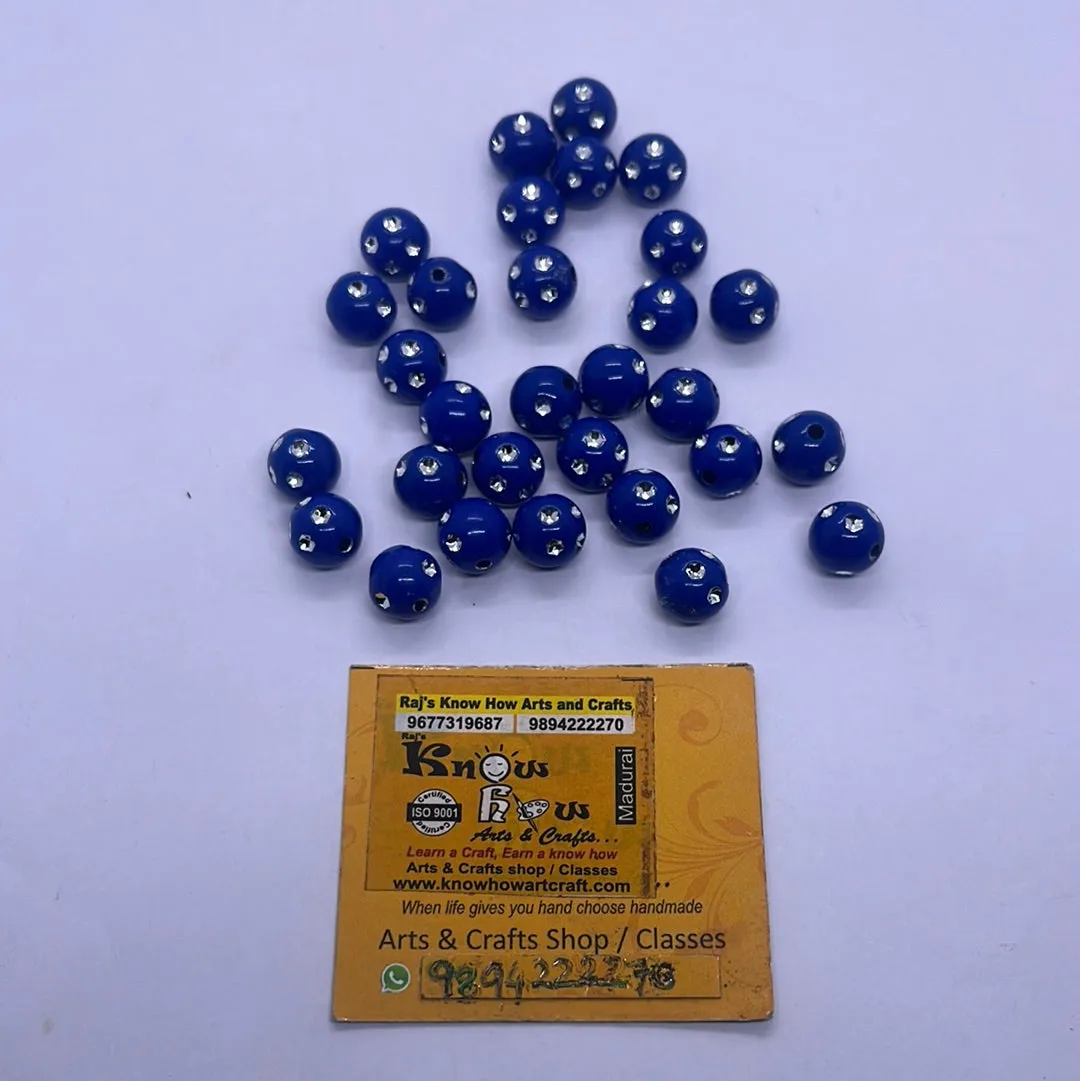 Raj's Know How Arts and Crafts
9677319687 9894222270
Raj's
Know
How
Madurai
Certified
ISO 9001
Certified
Arts & Crafts...
Learn a Craft, Earn a know how
Arts & Crafts shop / Classes
www.knowhowartcraft.com
When life gives you hand choose handmade
Arts & Crafts Shop / Classes
9894222270